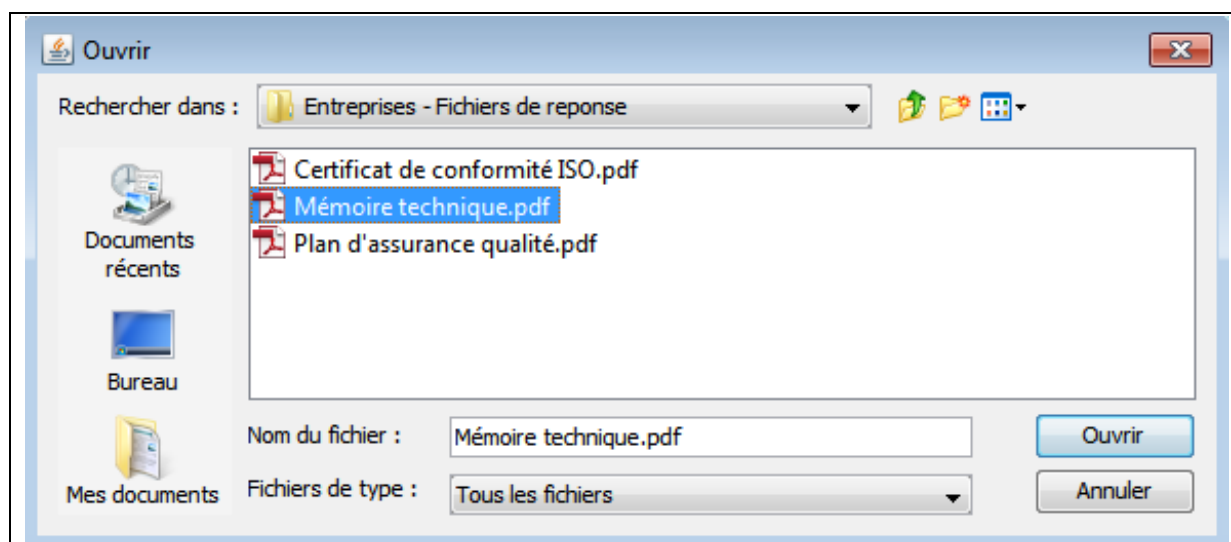 Ouvrir
Rechercher dans :
Entreprises - Fichiers de reponse
Certificat de conformité ISO.pdf
Mémoire technique.pdf
Plan d'assurance qualité.pdf
Documents
récents
Bureau
Mes documents
Nom du fichier :
Mémoire technique.pdf
Ouvrir
Fichiers de type :
Tous les fichiers
Annuler